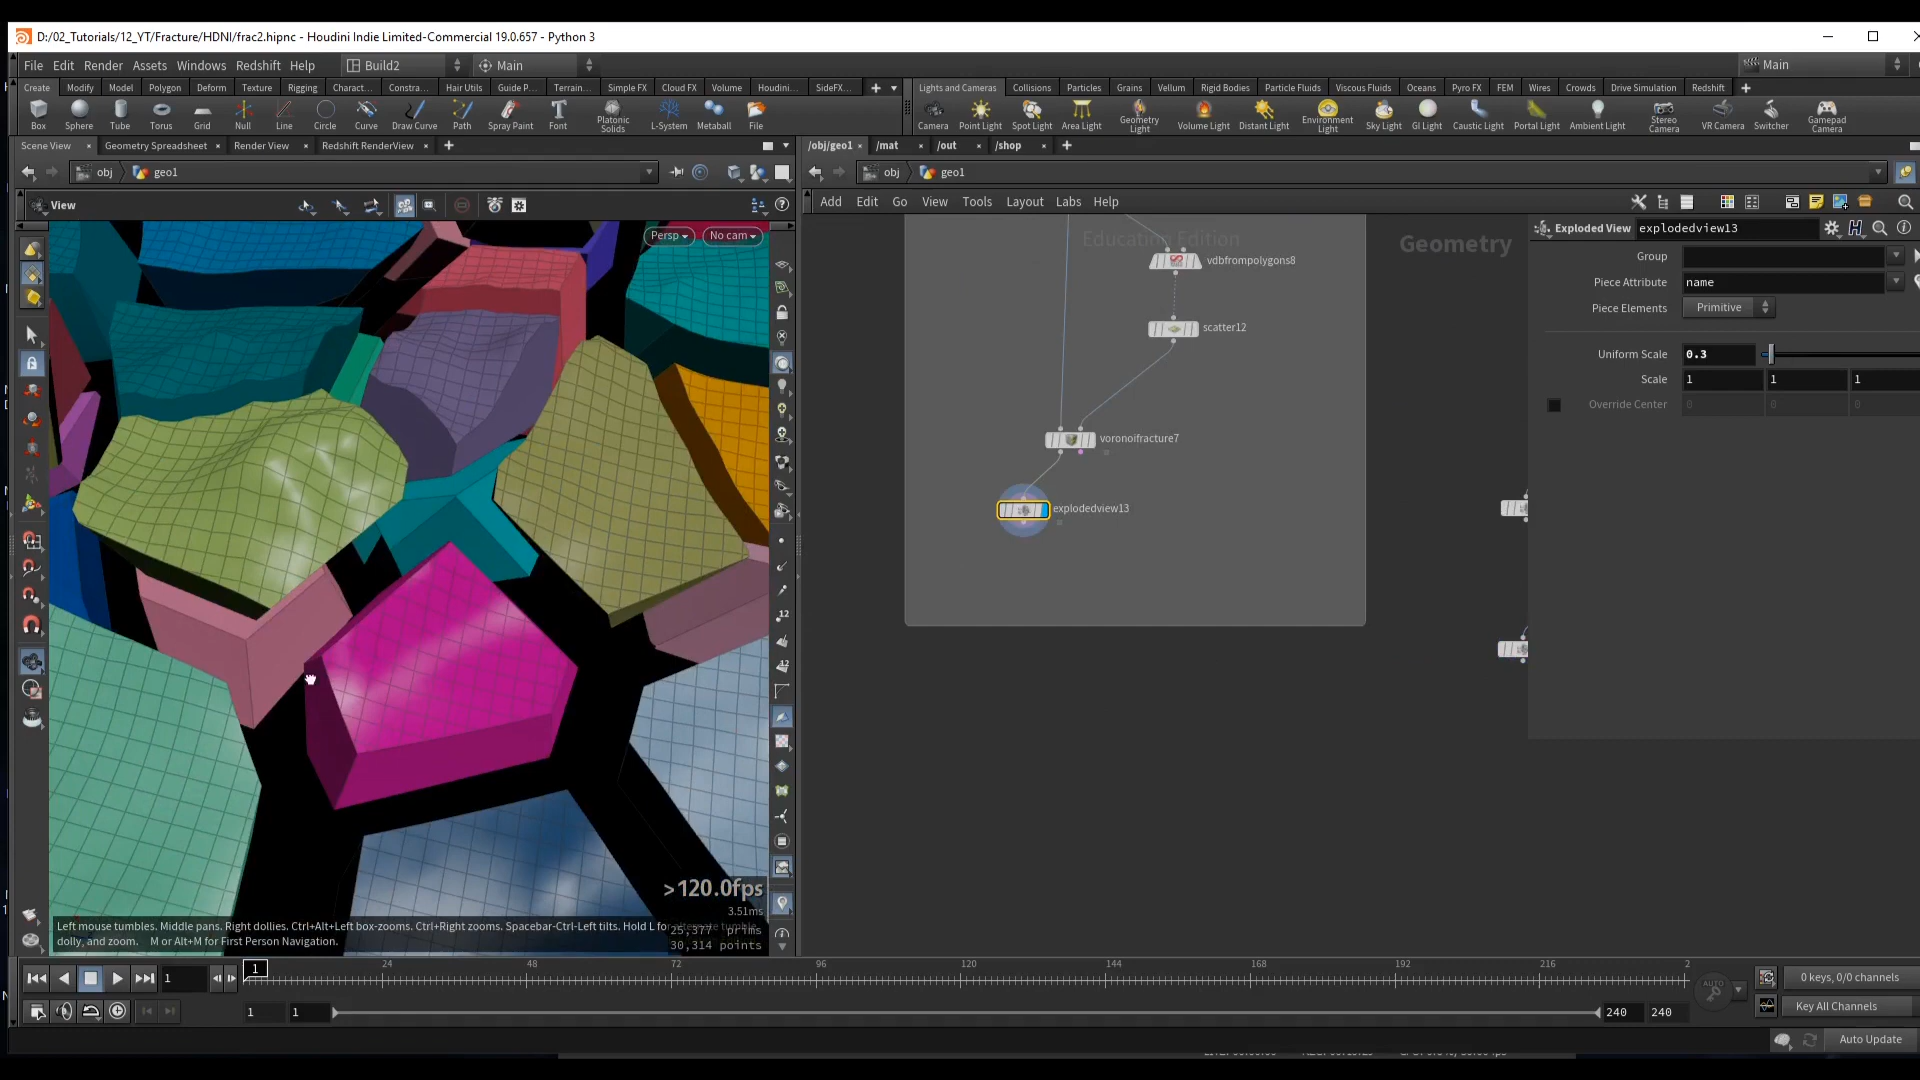 D:/02_Tutorials/12_YT/Fracture/HDNI/frac2.hipnc - Houdini Indie Limited-Commercial 19.0.657 - Python 3
File Edit Render Assets Windows Redshift Help Build2 Main Main
Create Modify Model Polygon Deform Texture Rigging Charact... Constra... Hair Utils Guide P... Terrain... Simple FX Cloud FX Volume Houdini... SideFX...
Lights and Cameras Collisions Particles Grains Vellum Rigid Bodies Particle Fluids Viscous Fluids Oceans Pyro FX FEM Wires Crowds Drive Simulation Redshift
Box Sphere Tube Torus Grid Null Line Circle Curve Draw Curve Path Spray Paint Font Platonic Solids L-System Metaball File
Camera Point Light Spot Light Area Light Geometry Light Volume Light Distant Light Environment Light Sky Light GI Light Caustic Light Portal Light Ambient Light Stereo Camera VR Camera Switcher Gamepad Camera
Scene View Geometry Spreadsheet Render View Redshift RenderView
/obj/geo1 /mat /out /shop
obj geo1
obj geo1
View
Add Edit Go View Tools Layout Labs Help
Persp No cam
Educating Edition
Geometry
vdbfrompolygons8
scatter12
voronoifracture7
explodedview13
Exploded View explodedview13
Group
Piece Attribute name
Piece Elements Primitive
Uniform Scale 0.3
Scale 1 1 1
Override Center 0 0 0
12
12
>120.0fps
3.51ms
25,377 prims
30,314 points
Left mouse tumbles. Middle pans. Right dollies. Ctrl+Alt+Left box-zooms. Ctrl+Right zooms. Spacebar-Ctrl-Left tilts. Hold L for
dolly, and zoom. M or Alt+M for First Person Navigation.
1 1 24 48 72 96 120 144 168 192 216 2
AUTO
0 keys, 0/0 channels
1 1 240 240
Key All Channels
Auto Update